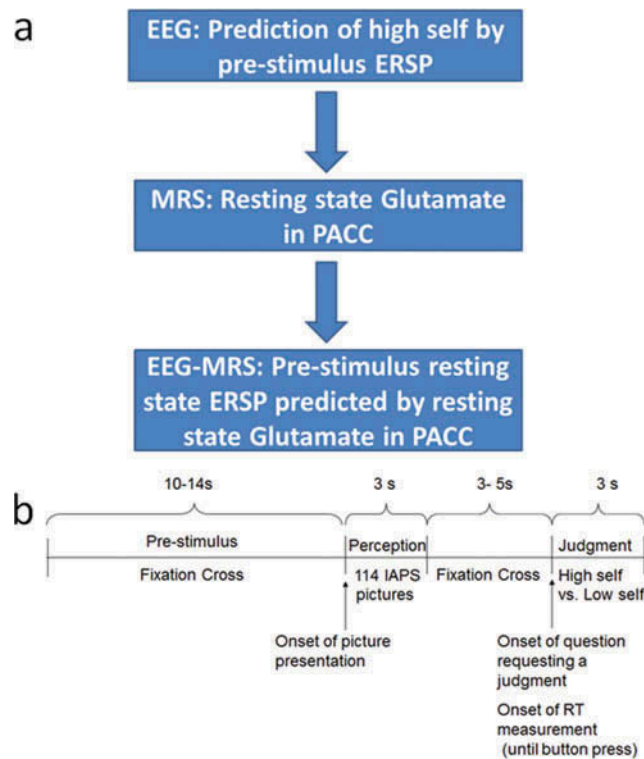 a
EEG: Prediction of high self by
pre-stimulus ERSP
MRS: Resting state Glutamate
in PACC
EEG-MRS: Pre-stimulus resting
state ERSP predicted by resting
state Glutamate in PACC
b
10-14s
3 s
3- 5s
3 s
Pre-stimulus
Perception
Judgment
Fixation Cross
114 IAPS
pictures
Fixation Cross
High self
vs. Low self
Onset of picture
presentation
Onset of question
requesting a
judgment
Onset of RT
measurement
(until button press)